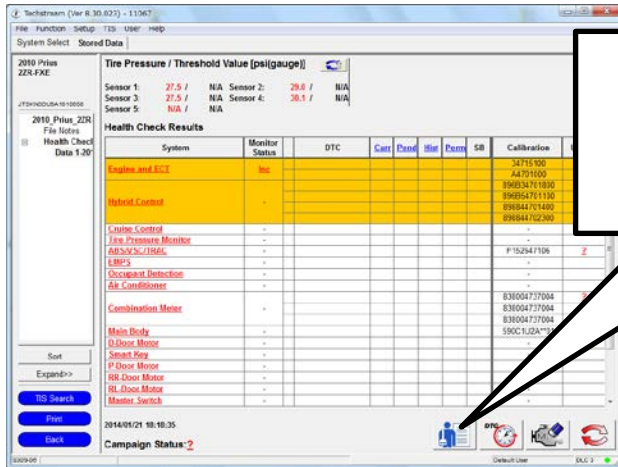 Techstream (Ver 8.30.023) - 11067
File Function Setup TIS User Help
System Select Stored Data
2010 Prius
2ZR-FXE
2010_Prius_2ZR
File Notes
Health Check
Data 1-20
Sort
Expand>>
TIS Search
Print
Back
Tire Pressure / Threshold Value [psi(gauge)]
Sensor 1: 27.5 / N/A Sensor 2: 29.0 / N/A
Sensor 3: 27.5 / N/A Sensor 4: 30.1 / N/A
Sensor 5: N/A / N/A
Health Check Results
System Monitor Status DTC Curr Pend Hist Perm SB Calibration
Engine and ECT Inc 34715100
A4701000
Hybrid Control - 896B34701800
896B54701100
898844701400
898844702300
Cruise Control - -
Tire Pressure Monitor - -
ABS/VSC/TRAC - F152647106 ?
EMPS - -
Occupant Detection - -
Air Conditioner - -
Combination Meter - 838004737004
838004737004
838004737004
Main Body -
D-Door Motor -
Smart Key -
P-Door Motor -
RR-Door Motor -
RL-Door Motor -
Master Switch -
2014/01/21 10:18:35
Campaign Status: ?
DTC
Default User
DLC 3